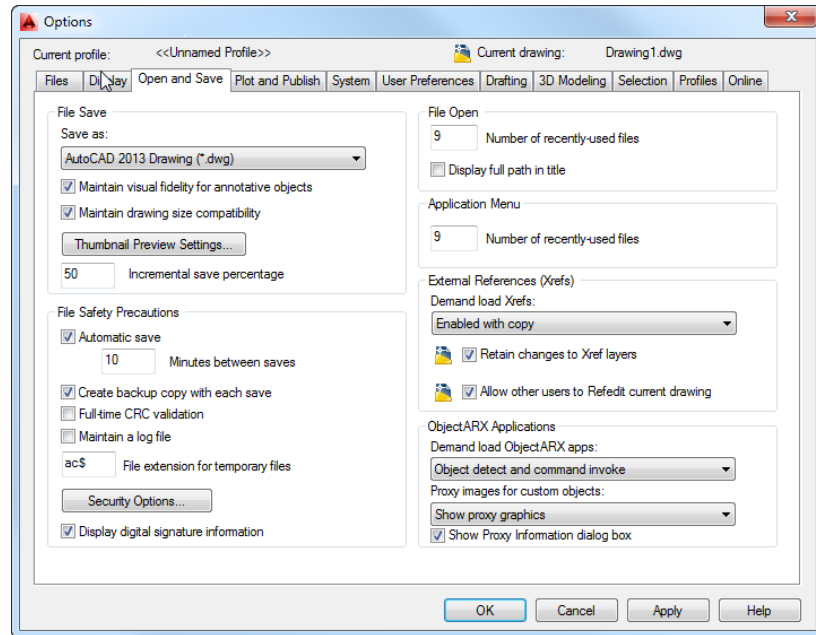 Options
Current profile: <<Unnamed Profile>> Current drawing: Drawing1.dwg
Files Display Open and Save Plot and Publish System User Preferences Drafting 3D Modeling Selection Profiles Online
File Save
Save as:
AutoCAD 2013 Drawing (*.dwg)
Maintain visual fidelity for annotative objects
Maintain drawing size compatibility
Thumbnail Preview Settings...
50 Incremental save percentage
File Safety Precautions
Automatic save
10 Minutes between saves
Create backup copy with each save
Full-time CRC validation
Maintain a log file
ac$ File extension for temporary files
Security Options...
Display digital signature information
File Open
9 Number of recently-used files
Display full path in title
Application Menu
9 Number of recently-used files
External References (Xrefs)
Demand load Xrefs:
Enabled with copy
Retain changes to Xref layers
Allow other users to Refedit current drawing
ObjectARX Applications
Demand load ObjectARX apps:
Object detect and command invoke
Proxy images for custom objects:
Show proxy graphics
Show Proxy Information dialog box
OK Cancel Apply Help